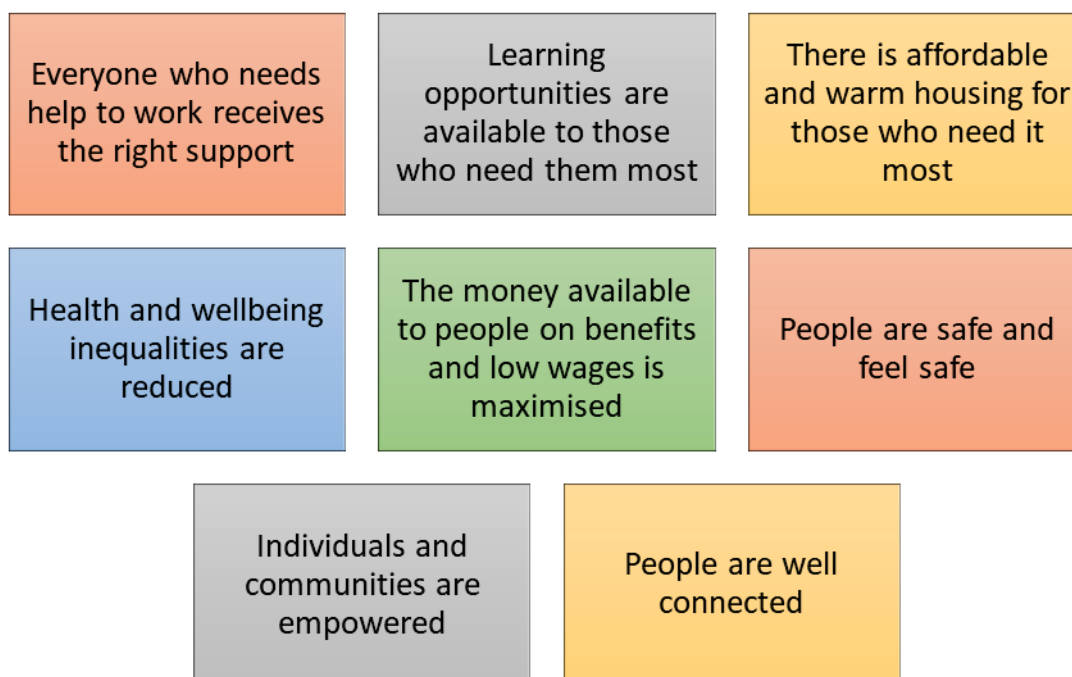 Everyone who needs
help to work receives
the right support
Learning
opportunities are
available to those
who need them most
There is affordable
and warm housing for
those who need it
most
Health and wellbeing
inequalities are
reduced
The money available
to people on benefits
and low wages is
maximised
People are safe and
feel safe
Individuals and
communities are
empowered
People are well
connected